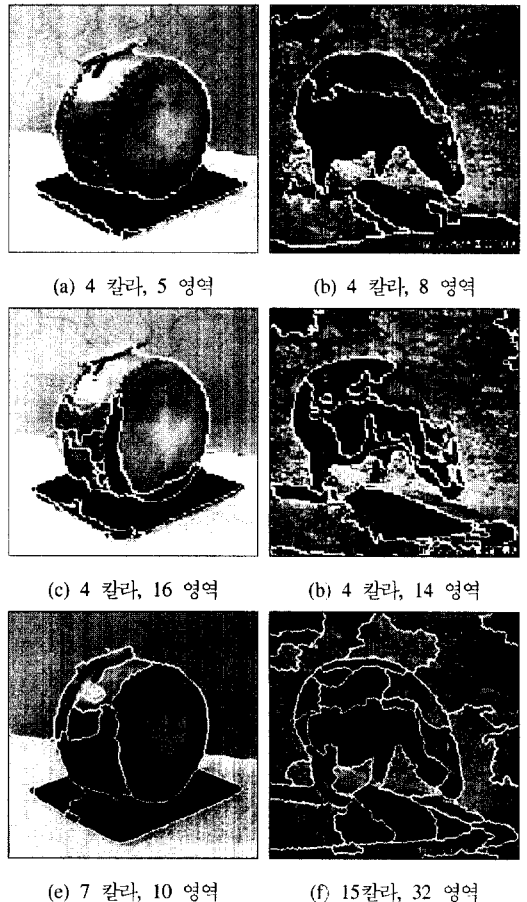 (a) 4 칼라, 5 영역
(b) 4 칼라, 8 영역
(c) 4 칼라, 16 영역
(b) 4 칼라, 14 영역
(e) 7 칼라, 10 영역
(f) 15칼라, 32 영역